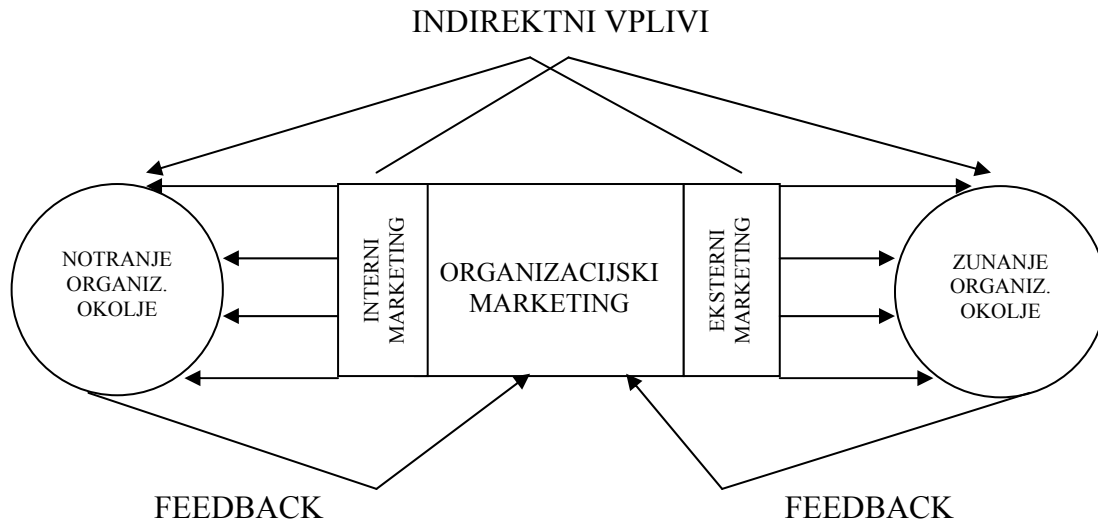 INDIREKTNI VPLIVI
NOTRANJE
ORGANIZ.
OKOLJE
INTERNI
MARKETING
ORGANIZACIJSKI
MARKETING
EKSTERNI
MARKETING
ZUNANJE
ORGANIZ.
OKOLJE
FEEDBACK
FEEDBACK